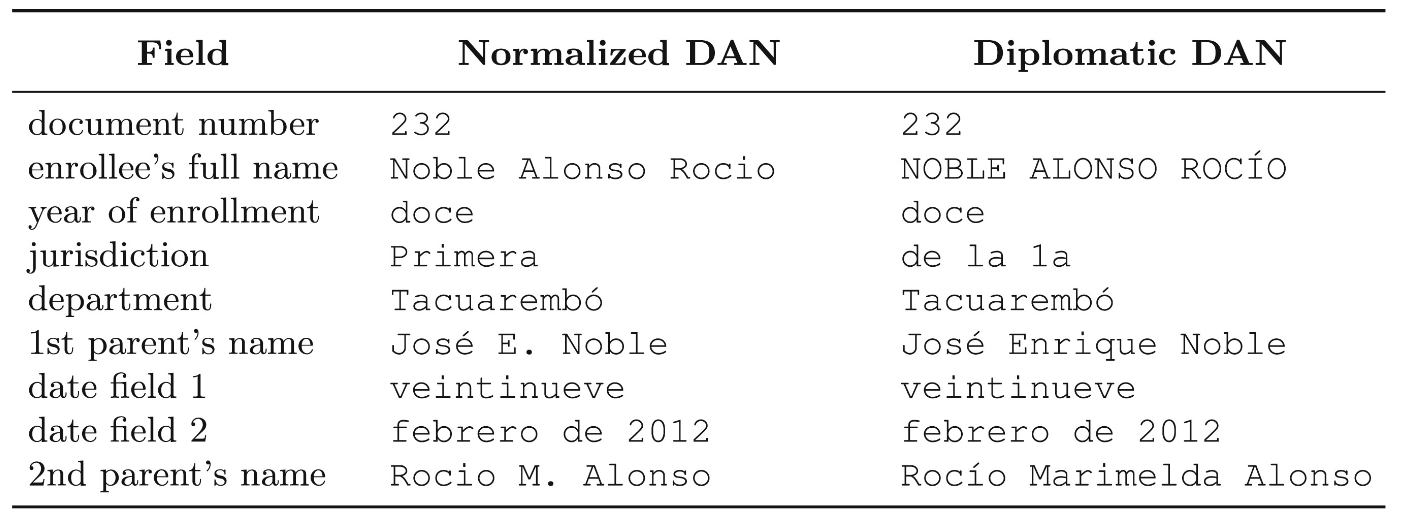 Field Normalized DAN Diplomatic DAN
document number 232 232
enrollee's full name Noble Alonso Rocio NOBLE ALONSO ROCÍO
year of enrollment doce doce
jurisdiction Primera de la 1a
department Tacuarembó Tacuarembó
1st parent's name José E. Noble José Enrique Noble
date field 1 veintinueve veintinueve
date field 2 febrero de 2012 febrero de 2012
2nd parent's name Rocio M. Alonso Rocío Marimelda Alonso